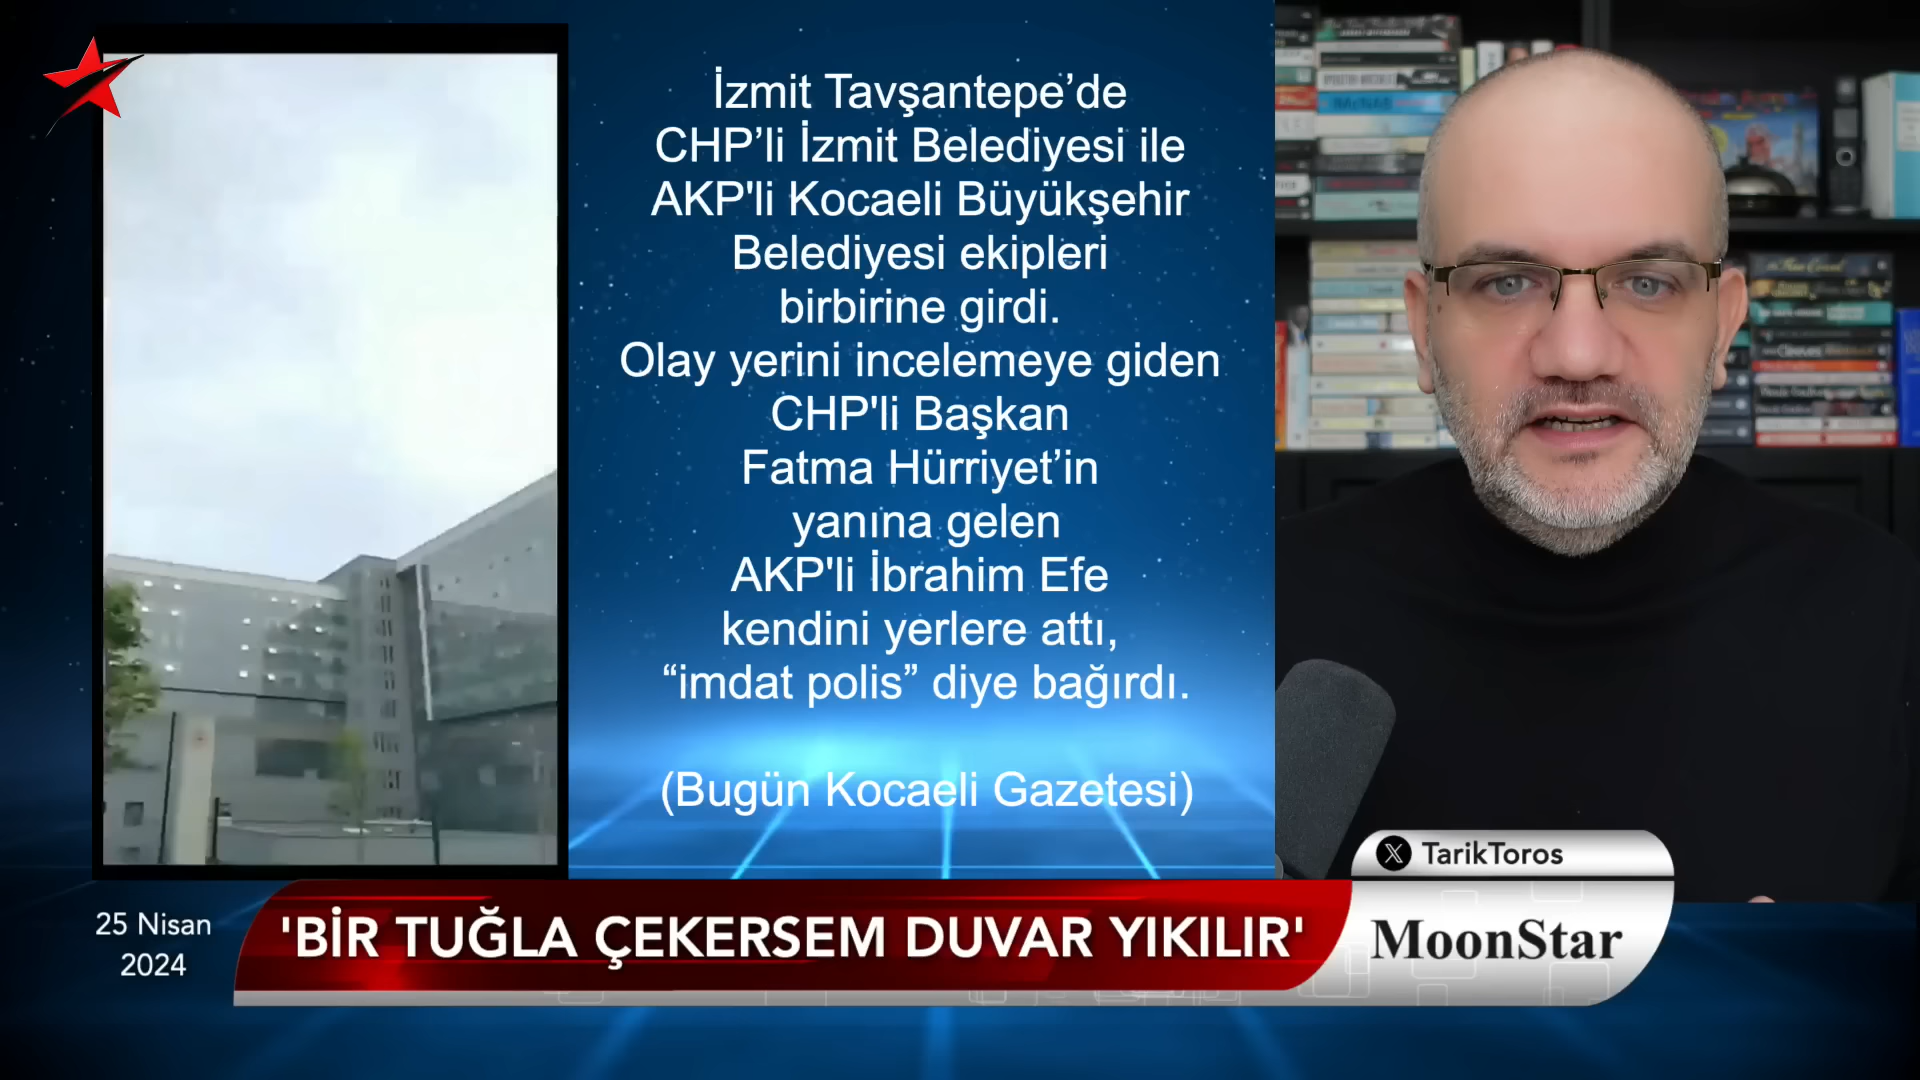 İzmit Tavşantepe’de
CHP’li İzmit Belediyesi ile
AKP'li Kocaeli Büyükşehir
Belediyesi ekipleri
birbirine girdi.
Olay yerini incelemeye giden
CHP'li Başkan
Fatma Hürriyet’in
yanına gelen
AKP'li İbrahim Efe
kendini yerlere attı,
“imdat polis” diye bağırdı.
(Bugün Kocaeli Gazetesi)
TarikToros
25 Nisan
2024
'BİR TUĞLA ÇEKERSEM DUVAR YIKILIR'
MoonStar